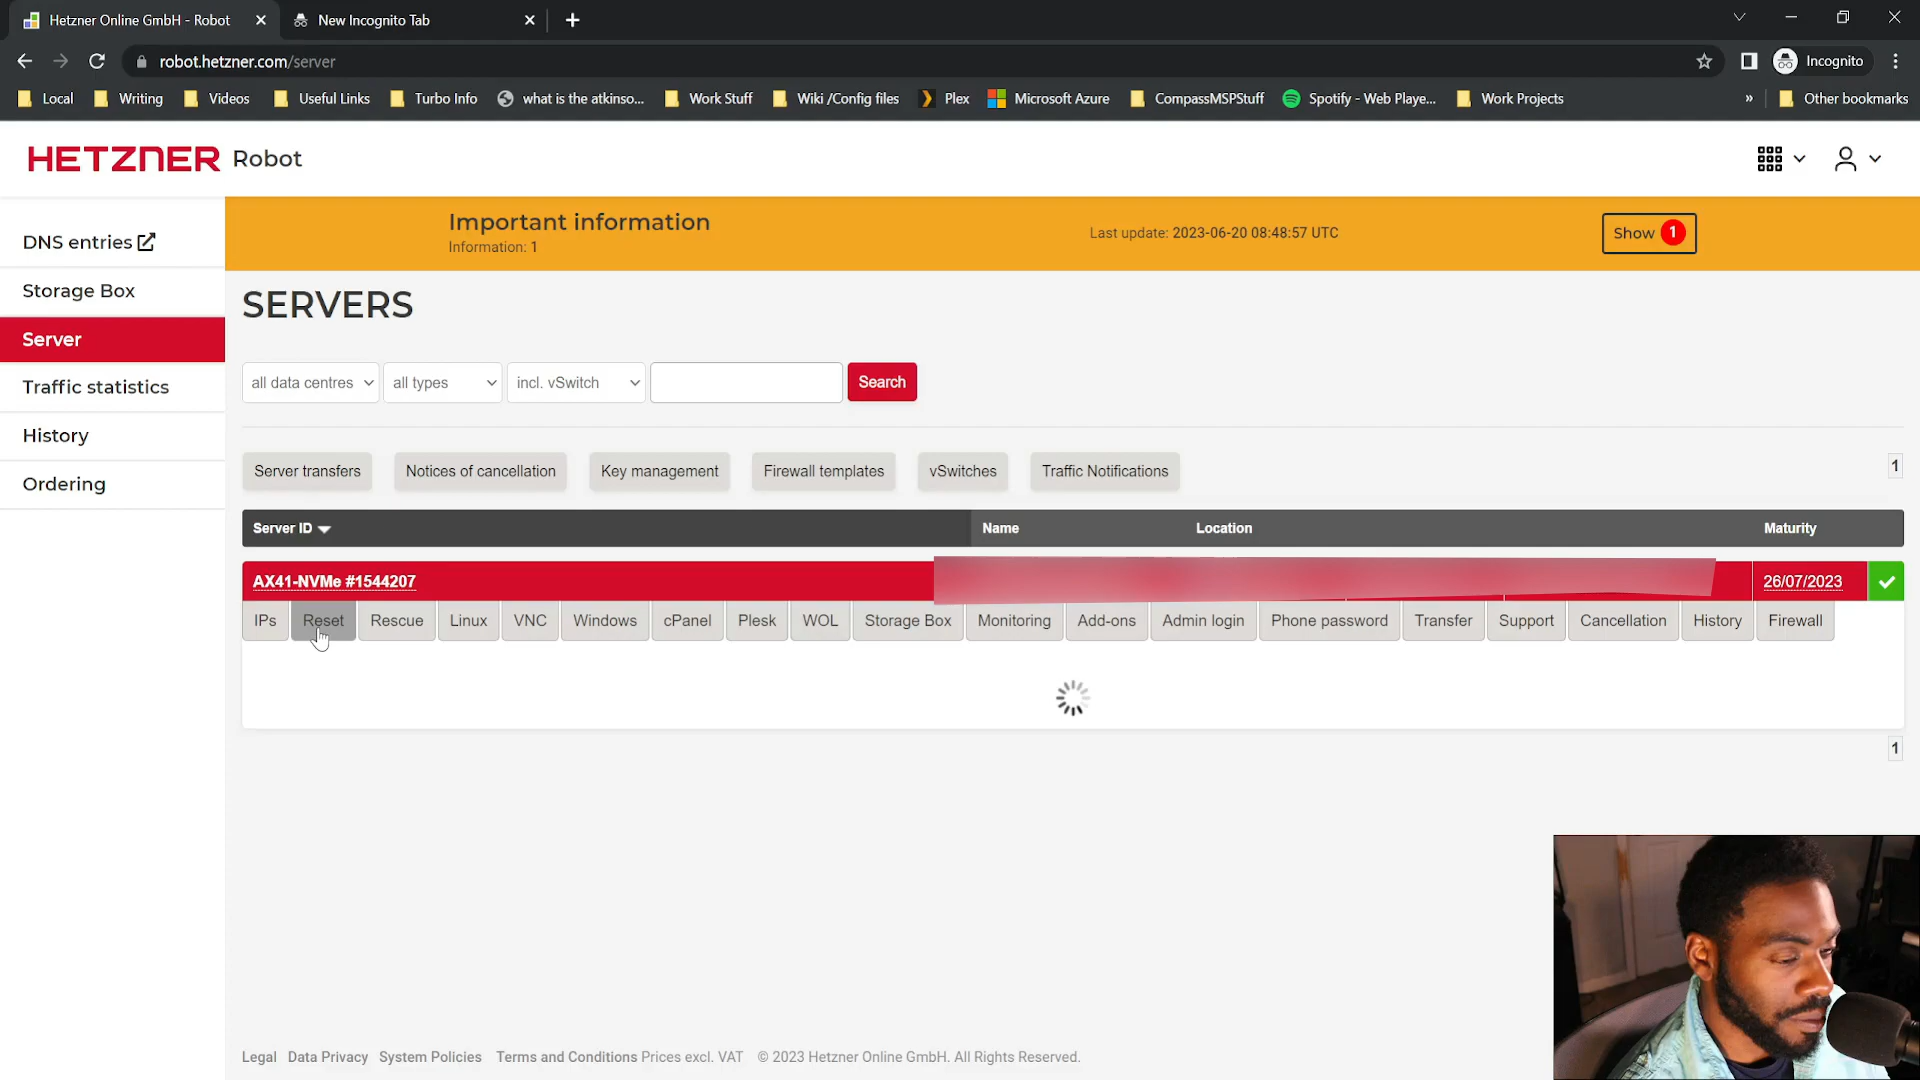 Hetzner Online GmbH - Robot
New Incognito Tab
robot.hetzner.com/server
Incognito
Local
Writing
Videos
Useful Links
Turbo Info
what is the atkinso...
Work Stuff
Wiki /Config files
Plex
Microsoft Azure
CompassMSPStuff
Spotify - Web Playe...
Work Projects
»
Other bookmarks
HETZNER Robot
DNS entries
Storage Box
Server
Traffic statistics
History
Ordering
Important information
Information: 1
Last update: 2023-06-20 08:48:57 UTC
Show 1
SERVERS
all data centres
all types
incl. vSwitch
Search
Server transfers
Notices of cancellation
Key management
Firewall templates
vSwitches
Traffic Notifications
1
Server ID
Name
Location
Maturity
AX41-NVMe #1544207
26/07/2023
IPs
Reset
Rescue
Linux
VNC
Windows
cPanel
Plesk
WOL
Storage Box
Monitoring
Add-ons
Admin login
Phone password
Transfer
Support
Cancellation
History
Firewall
1
Legal Data Privacy System Policies Terms and Conditions Prices excl. VAT © 2023 Hetzner Online GmbH. All Rights Reserved.